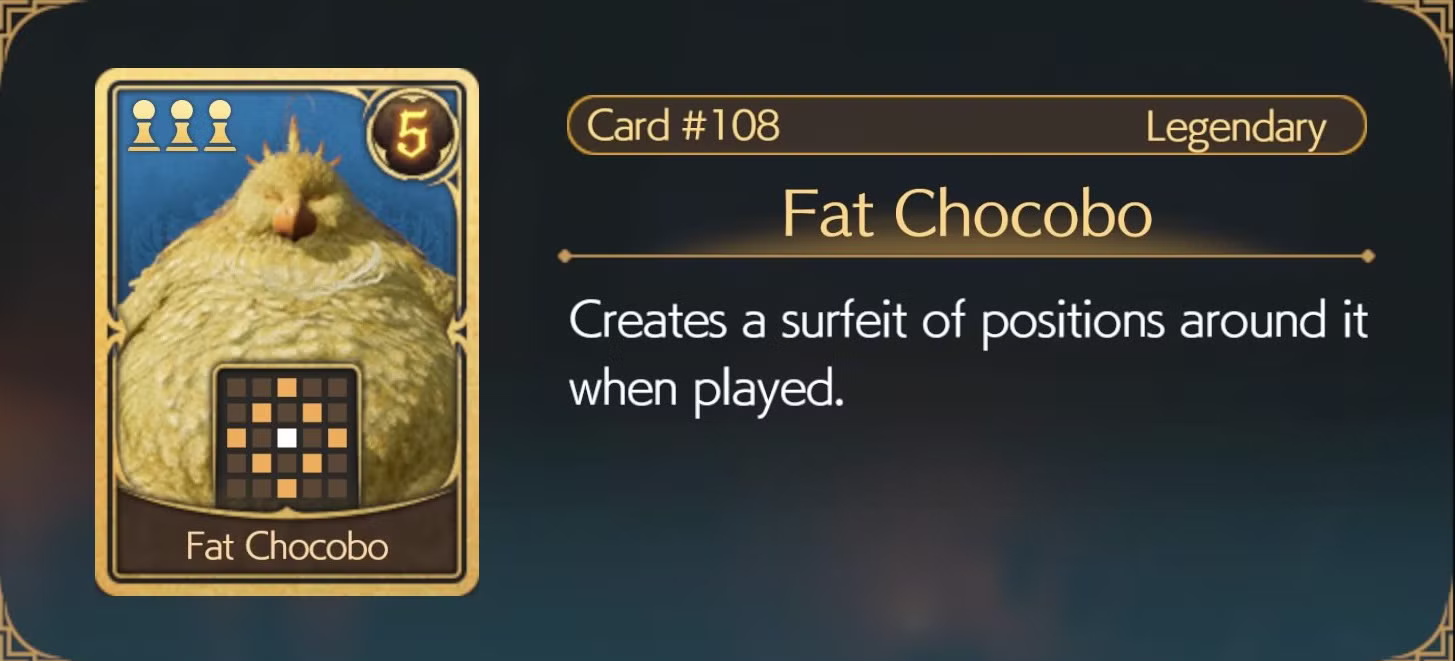 5
Fat Chocobo
Card #108 Legendary
Fat Chocobo
Creates a surfeit of positions around it
when played.